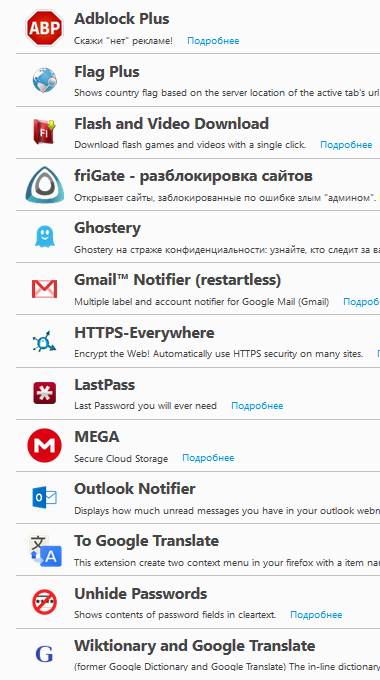 ABP
Adblock Plus
Скажи "нет" рекламе! Подробнее
Flag Plus
Shows country flag based on the server location of the active tab's url
Fl
Flash and Video Download
Download flash games and videos with a single click. Подробнее
friGate - разблокировка сайтов
Открывает сайты, заблокированные по ошибке злым "админом".
Ghostery
Ghostery на страже конфиденциальности: узнайте, кто следит за ва
Gmail™ Notifier (restartless)
Multiple label and account notifier for Google Mail (Gmail) Подроб
HTTPS-Everywhere
Encrypt the Web! Automatically use HTTPS security on many sites.
LastPass
Last Password you will ever need Подробнее
M
MEGA
Secure Cloud Storage Подробнее
Outlook Notifier
Displays how much unread messages you have in your outlook webm
文 A
To Google Translate
This extension create two context menu in your firefox with a item nam
Unhide Passwords
Shows contents of password fields in cleartext. Подробнее
G
Wiktionary and Google Translate
(former Google Dictionary and Google Translate) The in-line dictionary